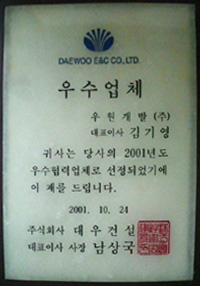 DAEWOO E&C CO., LTD.
우수업체
우원개발 (주)
대표이사 김기영
귀사는 당사의 2001년도
우수협력업체로 선정되었기에
이 패를 드립니다.
2001. 10. 24
주식회사 대우건설
대표이사 사장 남상국